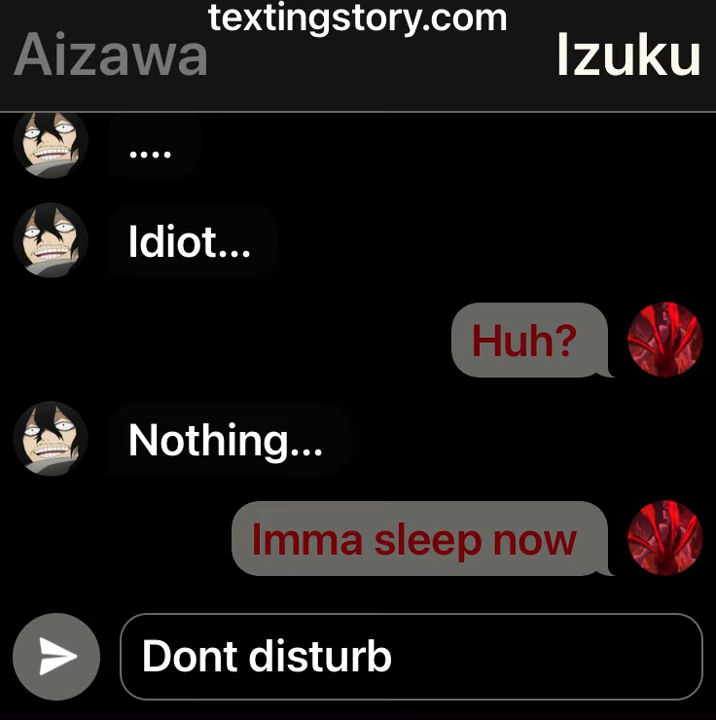 textingstory.com
Aizawa Izuku
....
Idiot...
Huh?
Nothing...
Imma sleep now
Dont disturb